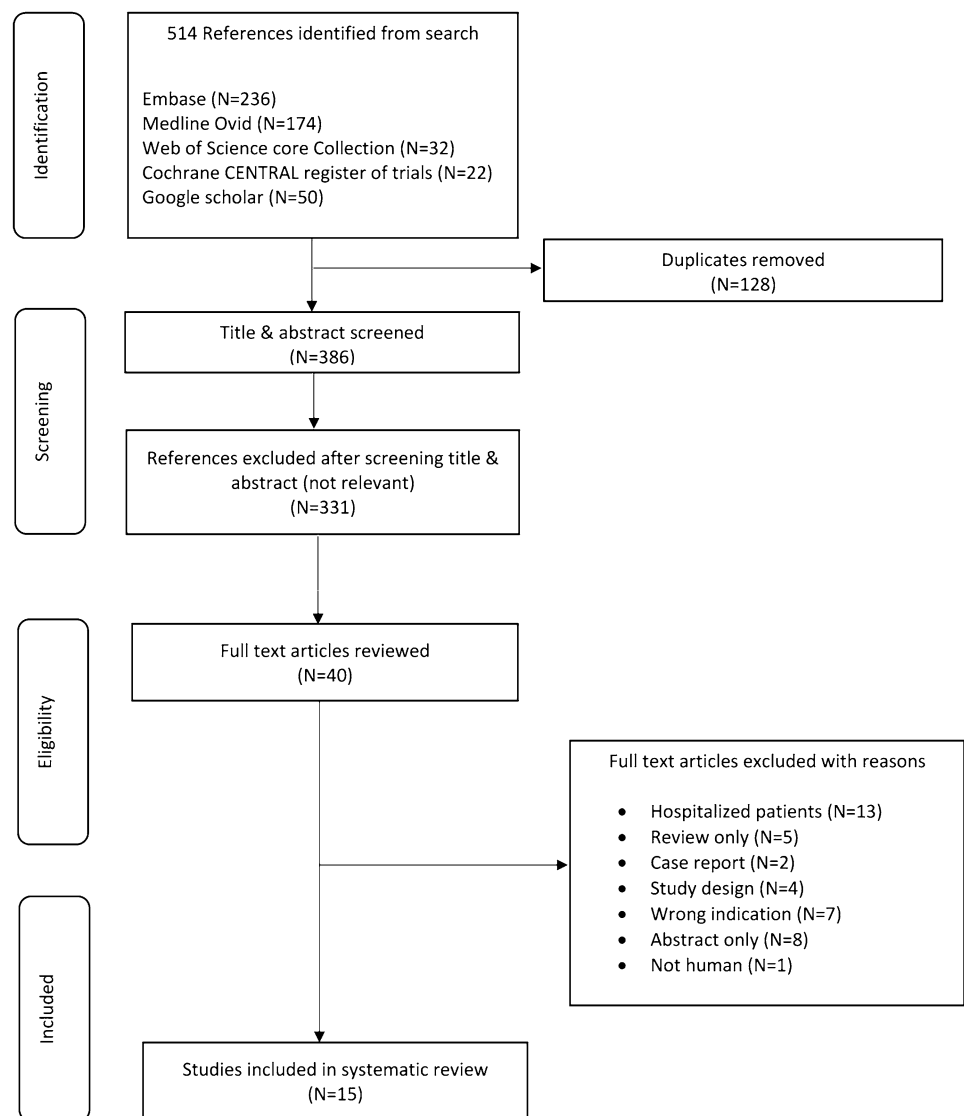 Identification
514 References identified from search
Embase (N=236)
Medline Ovid (N=174)
Web of Science core Collection (N=32)
Cochrane CENTRAL register of trials (N=22)
Google scholar (N=50)
Duplicates removed
(N=128)
Screening
Title & abstract screened
(N=386)
References excluded after screening title &
abstract (not relevant)
(N=331)
Eligibility
Full text articles reviewed
(N=40)
Full text articles excluded with reasons
• Hospitalized patients (N=13)
• Review only (N=5)
• Case report (N=2)
• Study design (N=4)
• Wrong indication (N=7)
• Abstract only (N=8)
• Not human (N=1)
Included
Studies included in systematic review
(N=15)